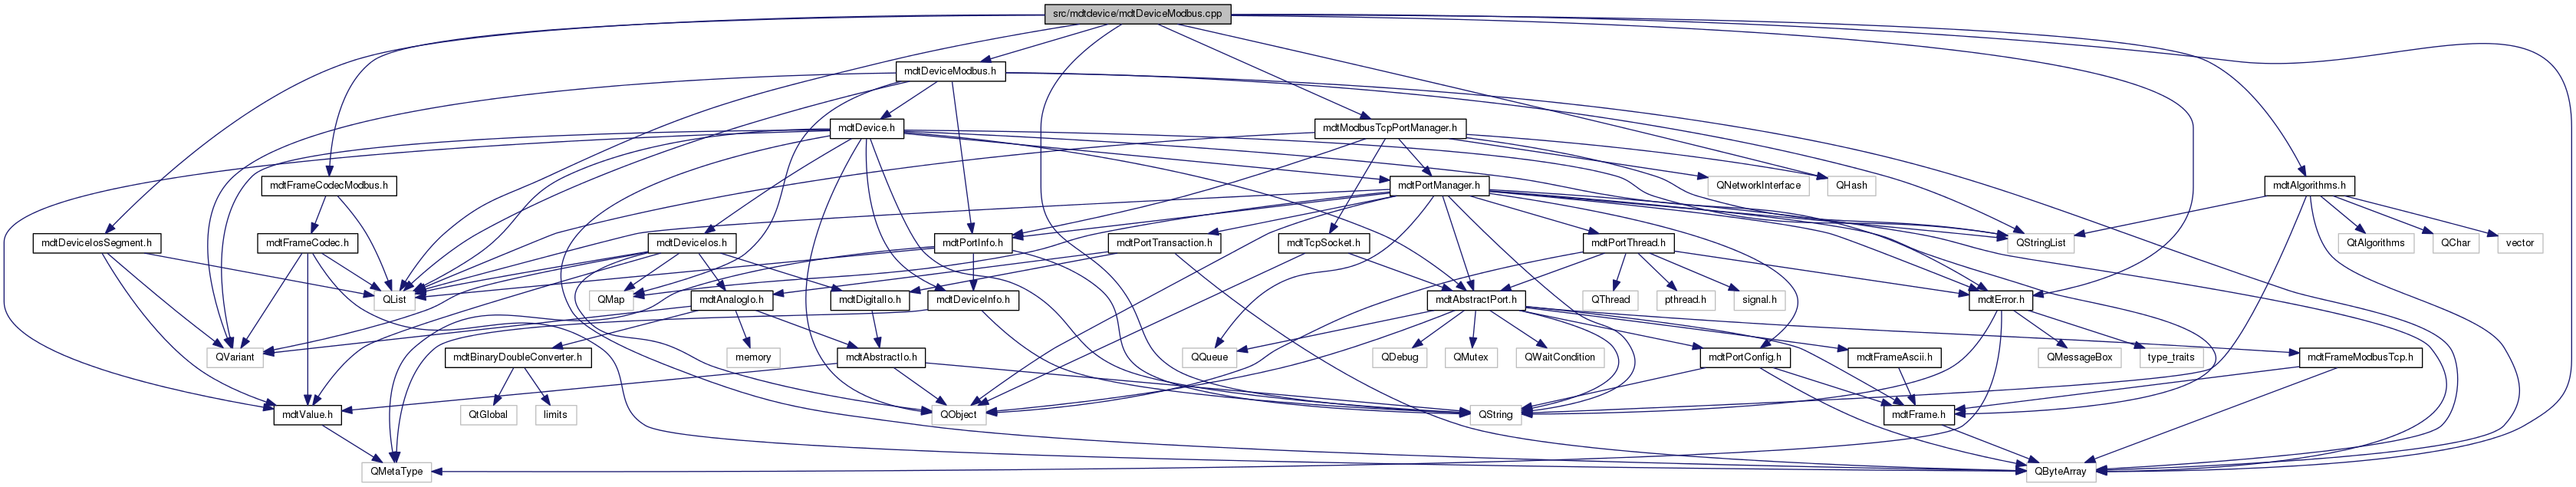 src/mdtdevice/mdtDeviceModbus.cpp
mdtDeviceModbus.h
mdtDevice.h
mdtModbusTcpPortManager.h
mdtFrameCodecModbus.h
mdtPortManager.h
QNetworkInterface
QHash
mdtAlgorithms.h
mdtDeviceIosSegment.h
mdtFrameCodec.h
mdtDeviceIos.h
mdtPortInfo.h
mdtPortTransaction.h
mdtTcpSocket.h
mdtPortThread.h
QStringList
QtAlgorithms
QChar
vector
QList
QMap
mdtAnalogIo.h
mdtDigitalIo.h
mdtDeviceInfo.h
mdtAbstractPort.h
QThread
pthread.h
signal.h
mdtError.h
QVariant
mdtBinaryDoubleConverter.h
memory
mdtAbstractIo.h
QQueue
QDebug
QMutex
QWaitCondition
mdtPortConfig.h
mdtFrameAscii.h
QMessageBox
type_traits
mdtFrameModbusTcp.h
mdtValue.h
QtGlobal
limits
QObject
QString
mdtFrame.h
QMetaType
QByteArray